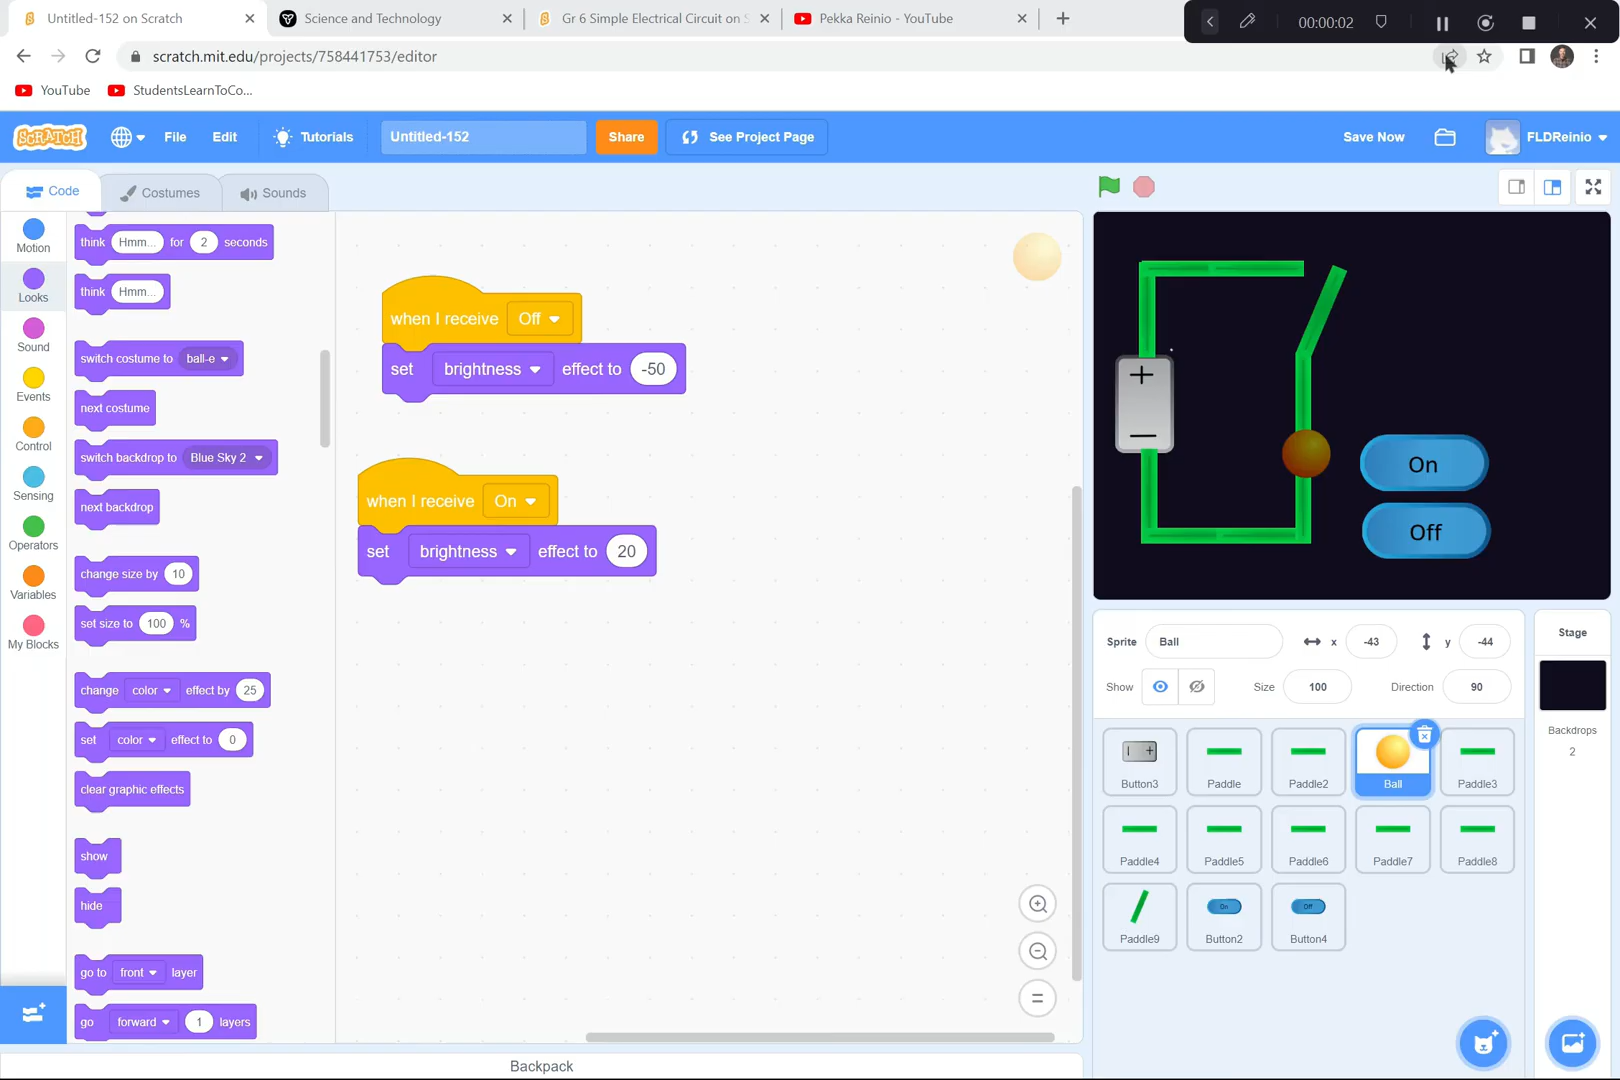 Untitled-152 on Scratch
Science and Technology
Gr 6 Simple Electrical Circuit on S
Pekka Reinio - YouTube
00:00:02
scratch.mit.edu/projects/758441753/editor
YouTube
StudentsLearnToCo...
SCRATCH
File
Edit
Tutorials
Untitled-152
Share
See Project Page
Save Now
FLDReinio
Code
Costumes
Sounds
Motion
Looks
Sound
Events
Control
Sensing
Operators
Variables
My Blocks
think Hmm... for 2 seconds
think Hmm...
switch costume to ball-e
next costume
switch backdrop to Blue Sky 2
next backdrop
change size by 10
set size to 100 %
change color effect by 25
set color effect to 0
clear graphic effects
show
hide
go to front layer
go forward 1 layers
when I receive Off
set brightness effect to -50
when I receive On
set brightness effect to 20
=
Backpack
+
−
On
Off
Sprite Ball x -43 y -44
Show Size 100 Direction 90
Button3
Paddle
Paddle2
Ball
Paddle3
Paddle4
Paddle5
Paddle6
Paddle7
Paddle8
Paddle9
On
Button2
Off
Button4
Stage
Backdrops
2